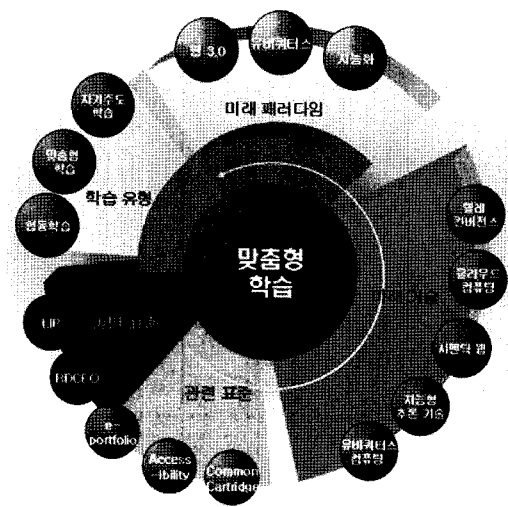 웹 3.0
유비쿼터스
지능화
미래 패러다임
자기주도
학습
맞춤형
학습
협동학습
학습 유형
맞춤형
학습
텔레
컨버전스
클라우드
컴퓨팅
시맨틱 웹
지능형
추론 기술
유비쿼터스
컴퓨팅
관련 표준
LIP
RDCEO
e-
portfolio
Access
-ibility
Common
Cartridge